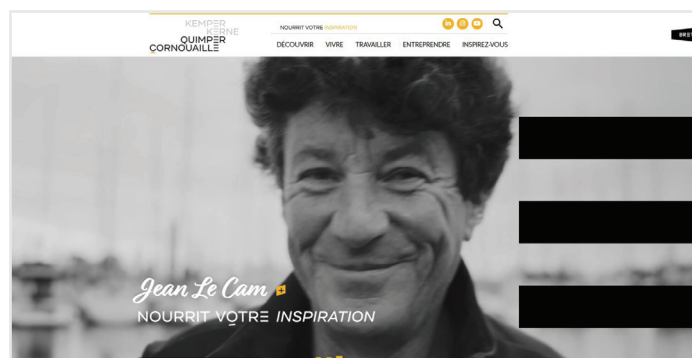 KEMPER
KERNE
QUIMPER
CORNOUAILLE
NOURRIT VOTRE INSPIRATION
DÉCOUVRIR VIVRE TRAVAILLER ENTREPRENDRE INSPIREZ-VOUS
Jean Le Cam
NOURRIT VOTRE INSPIRATION